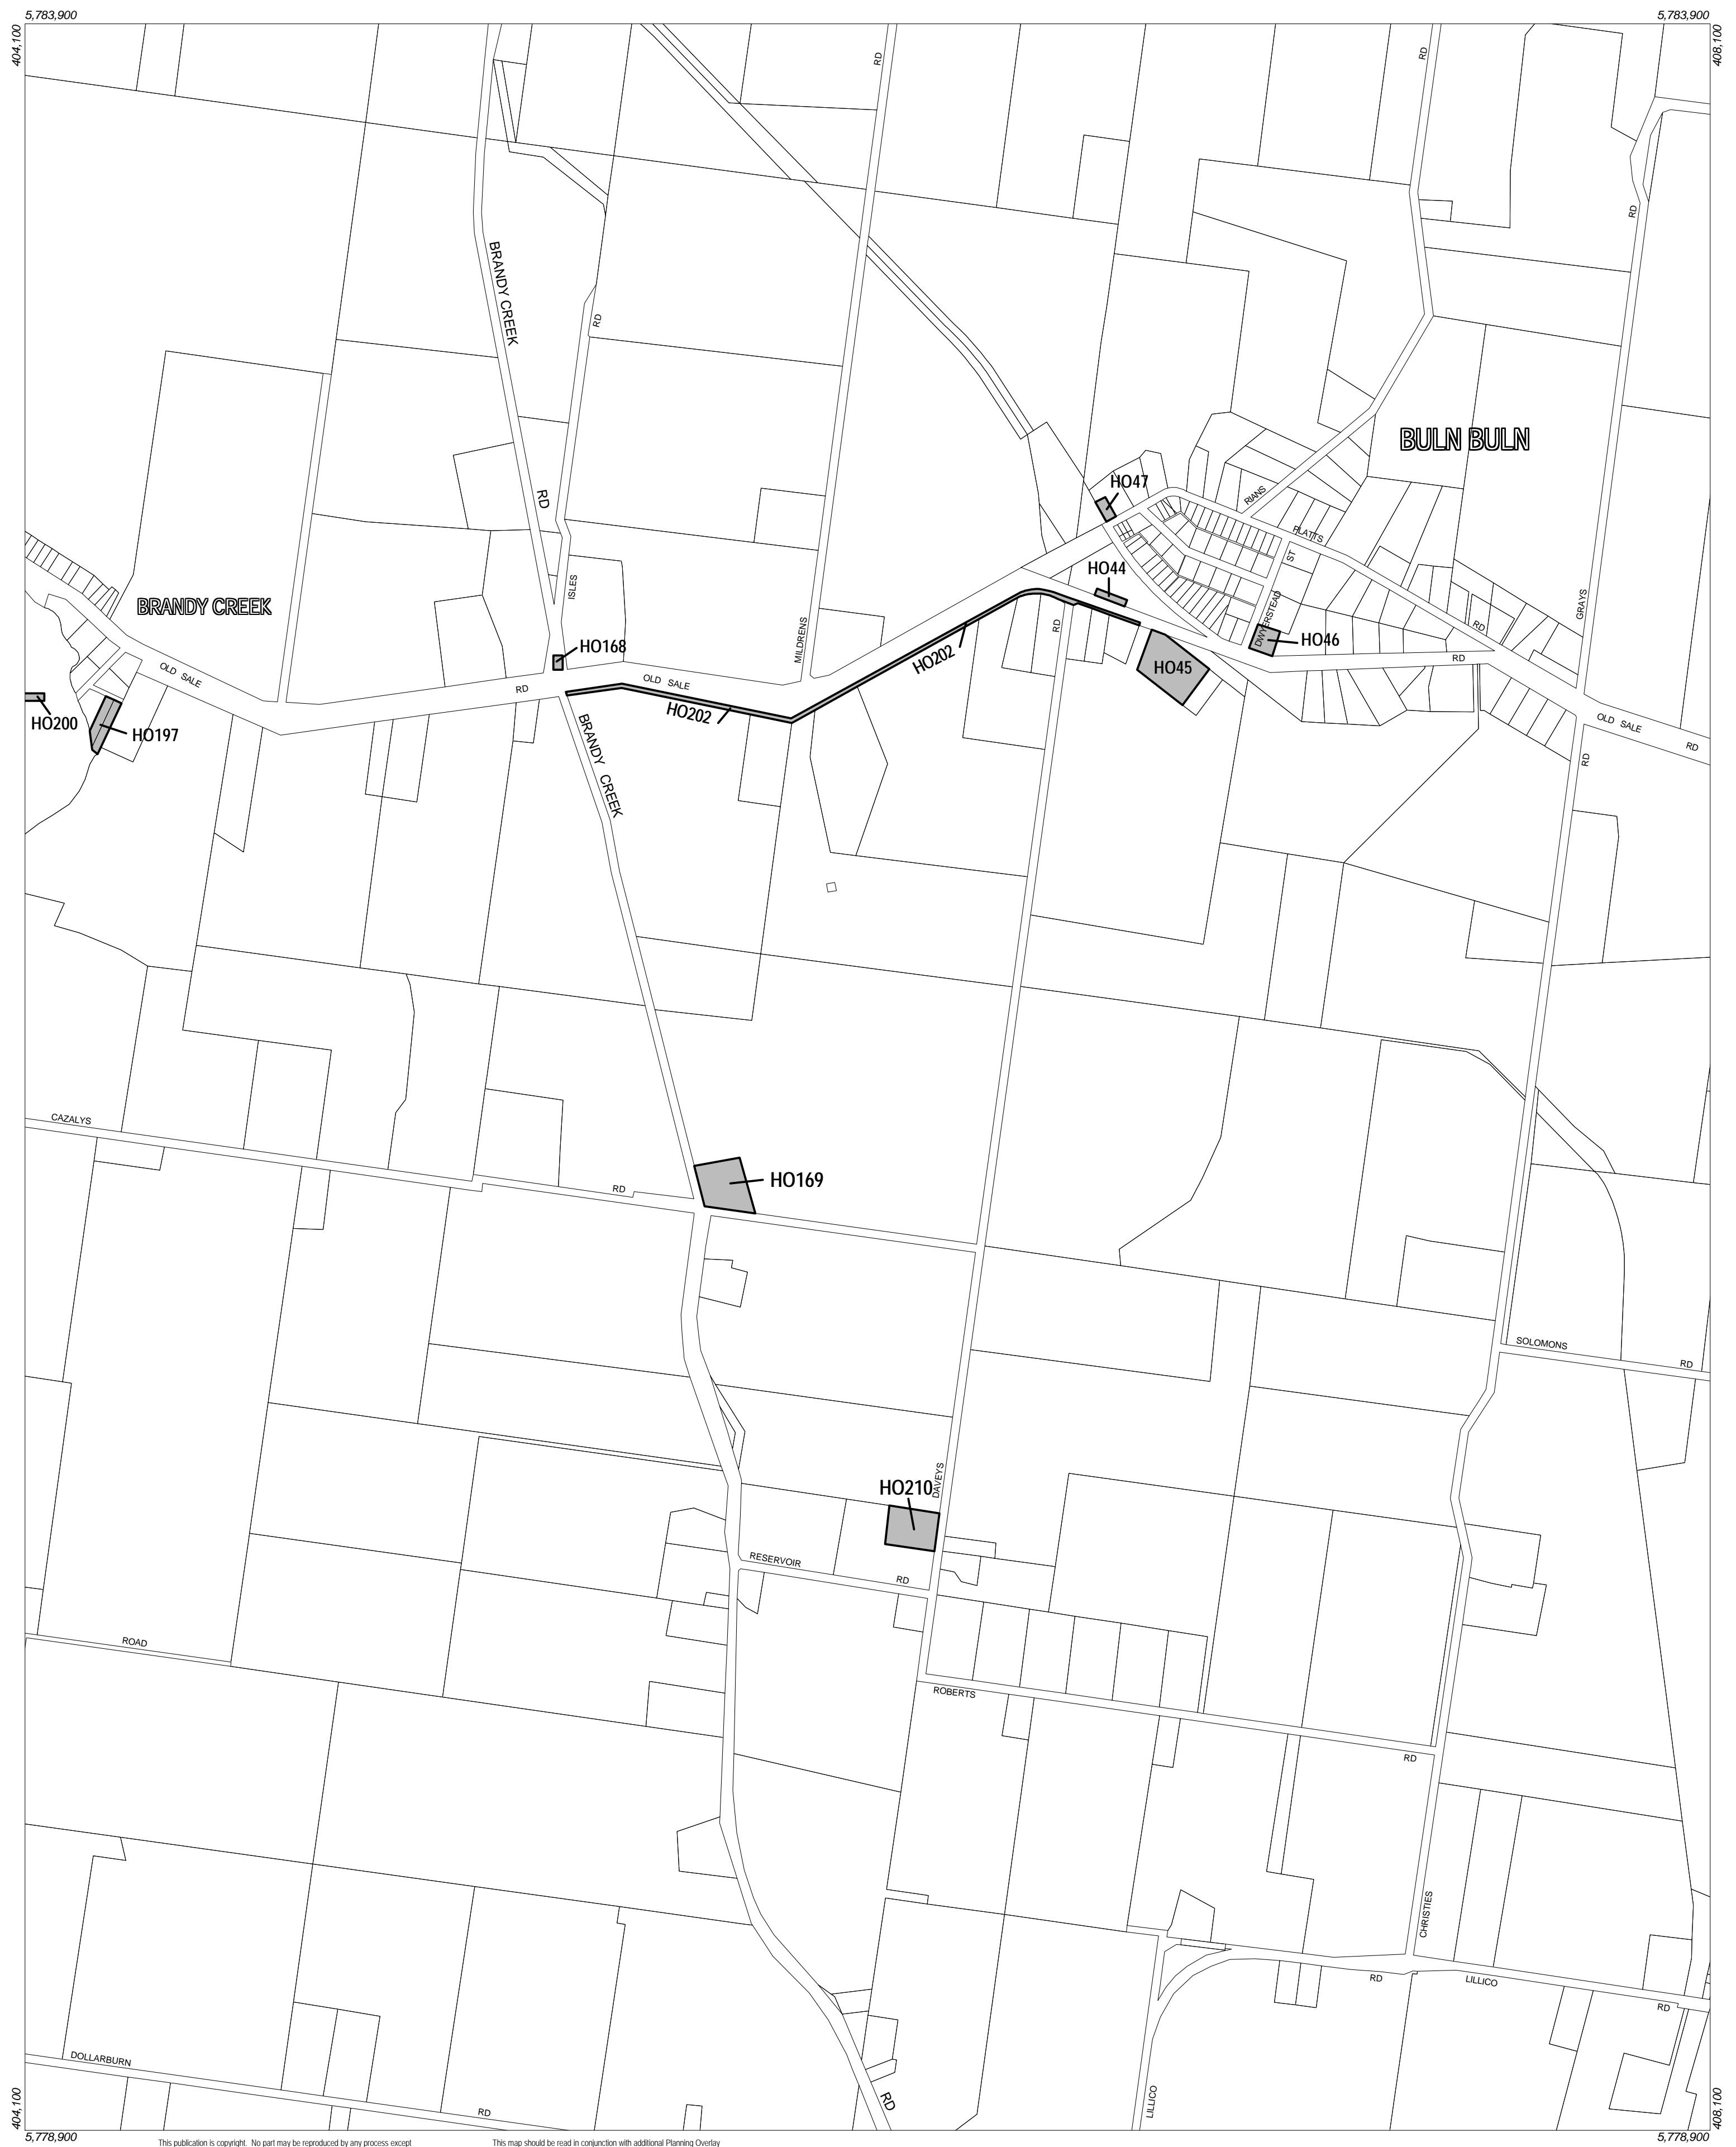 5,783,900
5,783,900
404,100
408,100
RD
RD
RD
BRANDY CREEK
RD
BULN BULN
HO47
RD
RIANS
PLATTS
ST
HO44
ISLES
GRAYS
BRANDY CREEK
DWYERSTEAD
RD
RD
MILDRENS
HO46
HO168
HO202
HO45
RD
OLD SALE
OLD SALE
RD
HO200
HO197
HO202
OLD SALE
RD
BRANDY CREEK
RD
CAZALYS
RD
HO169
SOLOMONS
RD
DAVEYS
HO210
RESERVOIR
RD
ROAD
ROBERTS
RD
CHRISTIES
RD
LILLICO
RD
DOLLARBURN
RD
RD
LILLICO
404,100
408,100
5,778,900
5,778,900
This publication is copyright. No part may be reproduced by any process except
This map should be read in conjunction with additional Planning Overlay